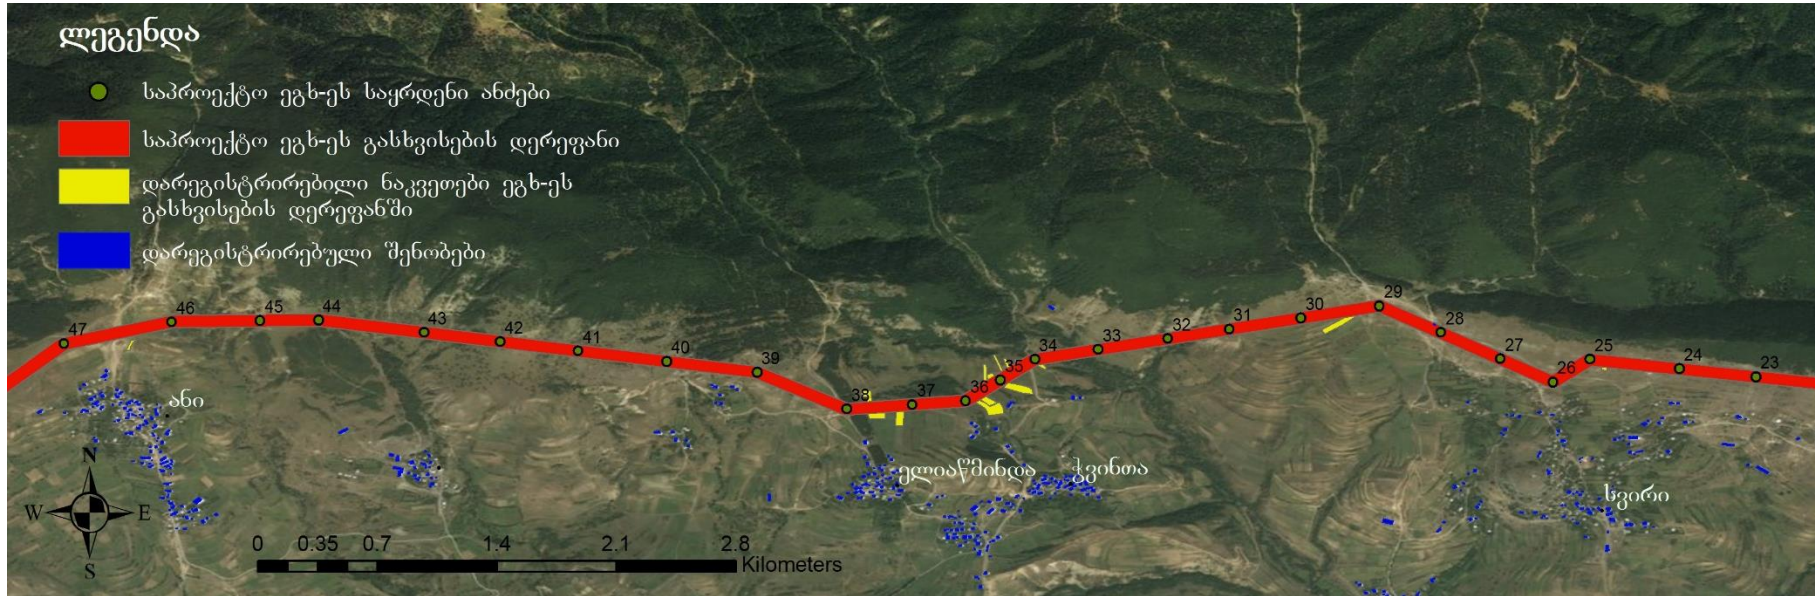 ლეგენდა
საპროექტო ეგხ-ეს საყრდენი ანძები
საპროექტო ეგხ-ეს გასხვისების დერეფანი
დარეგისტრირებილი ნაკვეთები ეგხ-ეს
გასხვისების დერეფანში
დარეგისტრირებული შენობები
47 46 45 44 43 42 41 40 39 38 37 36 35 34 33 32 31 30 29 28 27 26 25 24 23
ანი
ელიაწმინდა
ჭვინთა
სვირი
N
W E
S
0 0.35 0.7 1.4 2.1 2.8
Kilometers